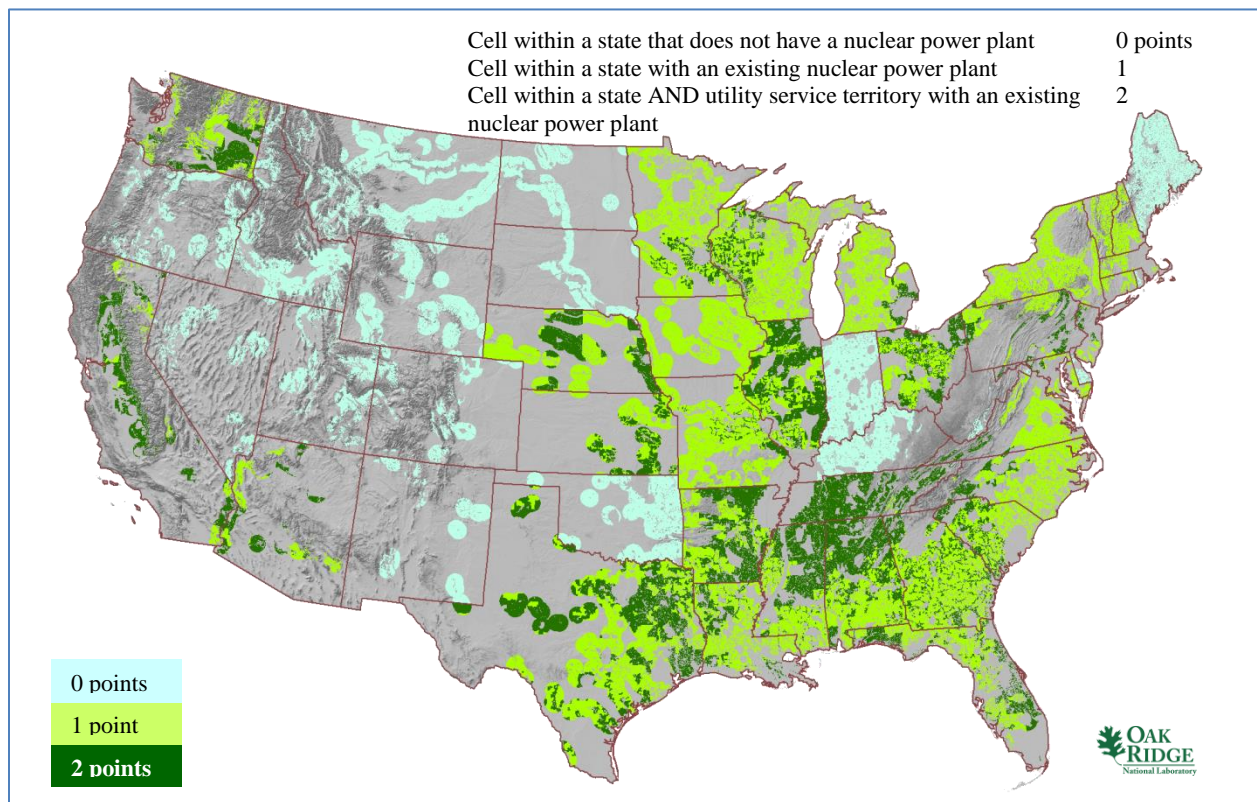 Cell within a state that does not have a nuclear power plant 0 points
Cell within a state with an existing nuclear power plant 1
Cell within a state AND utility service territory with an existing 2
nuclear power plant
0 points
1 point
2 points
OAK
RIDGE
National Laboratory